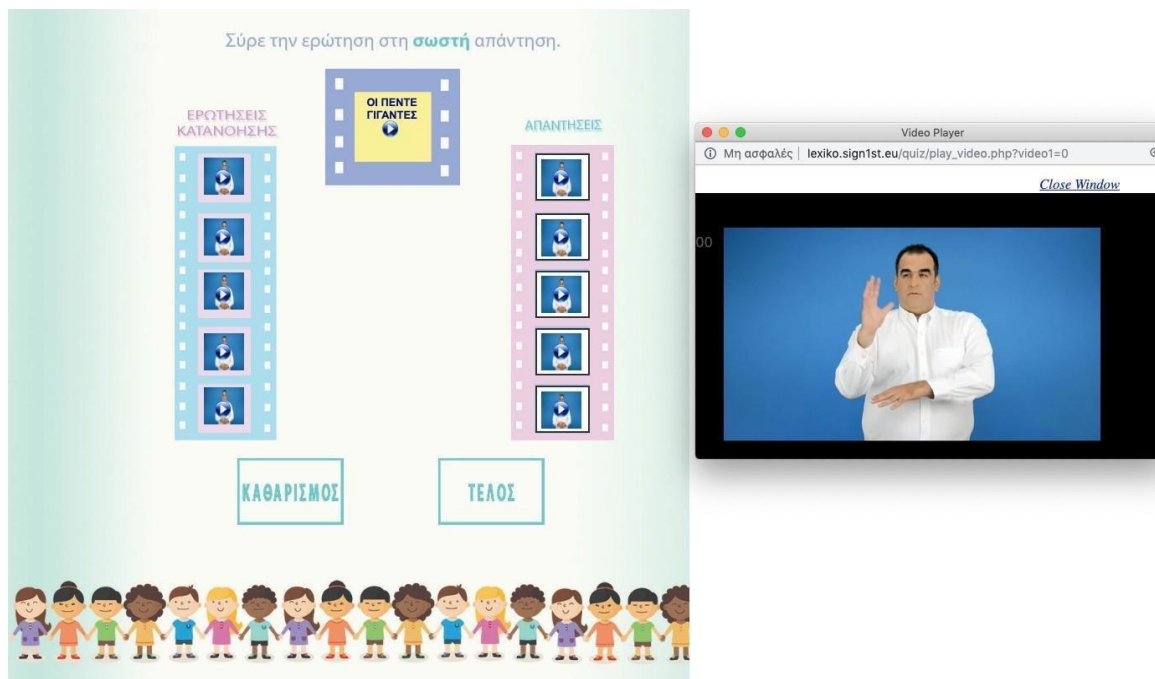 Σύρε την ερώτηση στη σωστή απάντηση.
ΟΙ ΠΕΝΤΕ
ΓΙΓΑΝΤΕΣ
ΕΡΩΤΗΣΕΙΣ
ΚΑΤΑΝΟΗΣΗΣ
ΑΠΑΝΤΗΣΕΙΣ
ΚΑΘΑΡΙΣΜΟΣ
ΤΕΛΟΣ
Video Player
Μη ασφαλές | lexiko.sign1st.eu/quiz/play_video.php?video1=0
Close Window
00